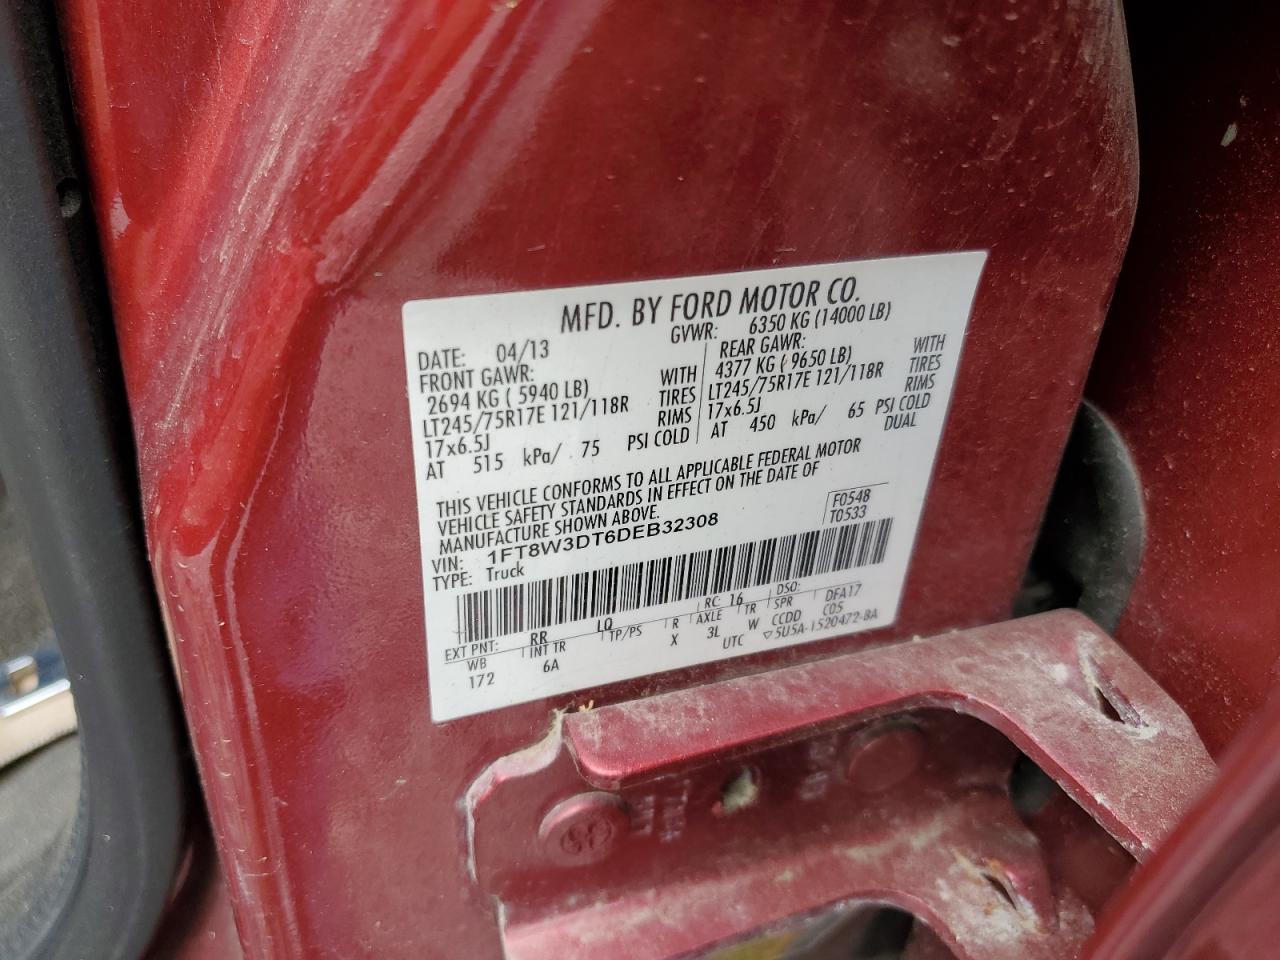 MFD. BY FORD MOTOR CO.
DATE: 04/13 GVWR: 6350 KG (14000 LB)
FRONT GAWR: REAR GAWR:
2694 KG ( 5940 LB) WITH 4377 KG ( 9650 LB) WITH
LT245/75R17E 121/118R TIRES LT245/75R17E 121/118R TIRES
17x6.5J RIMS 17x6.5J RIMS
AT 515 kPa/ 75 PSI COLD AT 450 kPa/ 65 PSI COLD
DUAL
THIS VEHICLE CONFORMS TO ALL APPLICABLE FEDERAL MOTOR
VEHICLE SAFETY STANDARDS IN EFFECT ON THE DATE OF
MANUFACTURE SHOWN ABOVE.
F0548
T0533
VIN: 1FT8W3DT6DEB32308
TYPE: Truck
EXT PNT: RR LQ RC: 16 DSO:
WB INT TR TP/PS R AXLE TR SPR DFA17
172 6A X 3L W CCDD C05
UTC ▽5U5A-1520472-BA